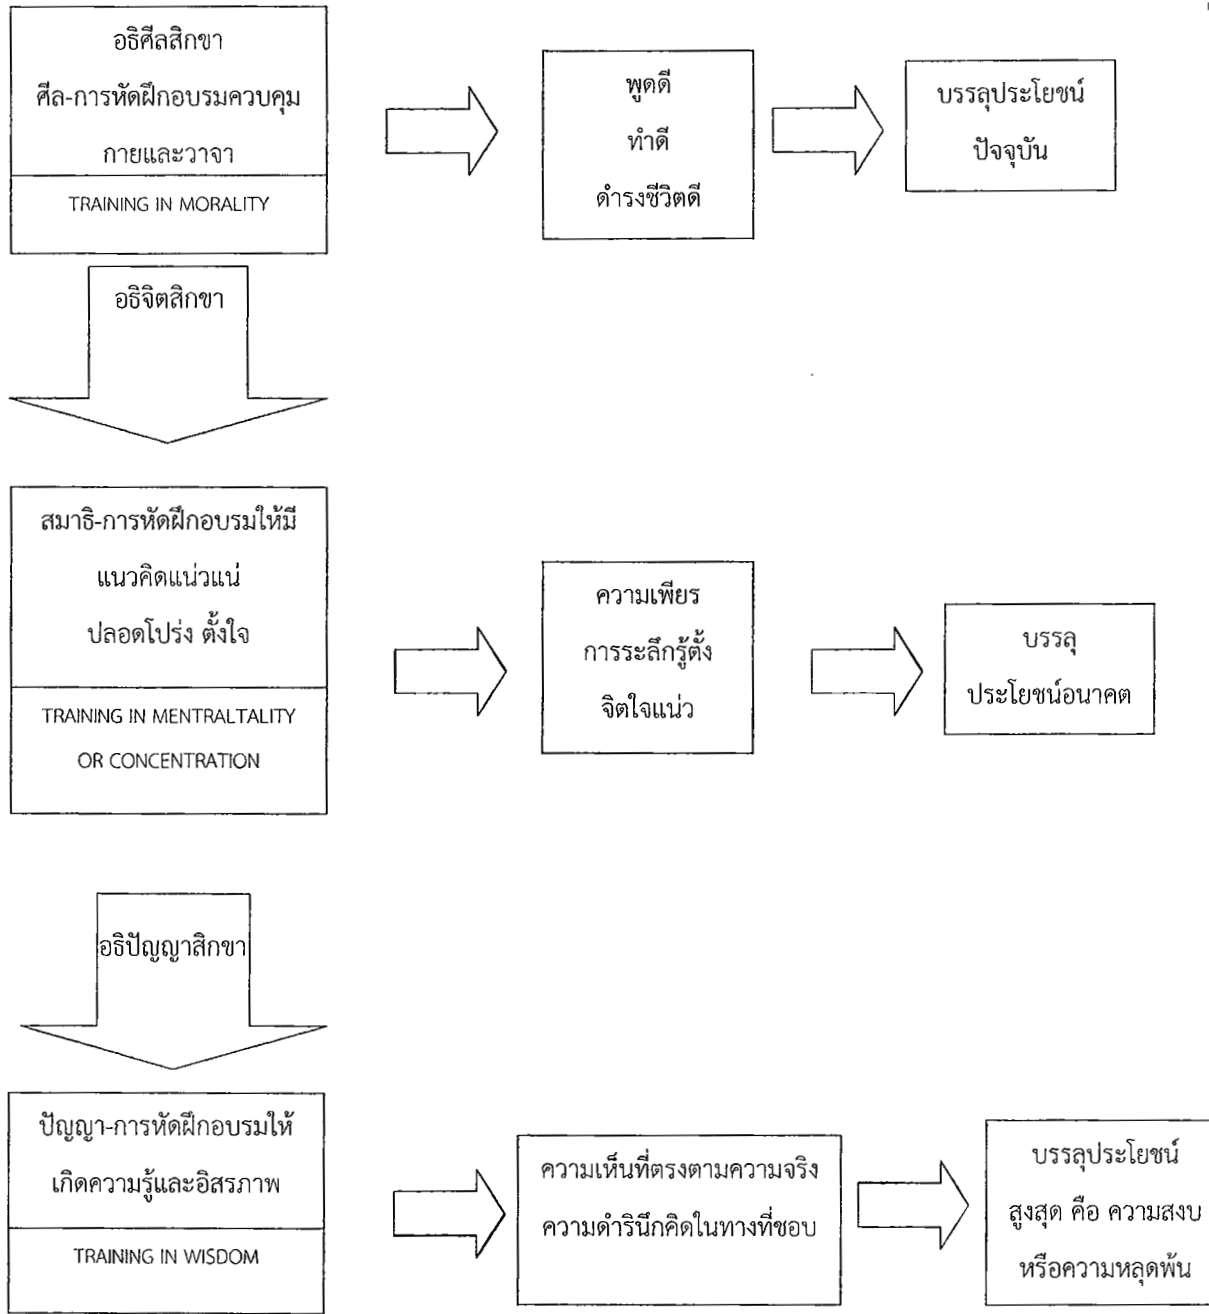 อธิศีลสิกขา
ศีล-การหัดฝึกอบรมควบคุม
กายและวาจา
TRAINING IN MORALITY
พูดดี
ทำดี
ดำรงชีวิตดี
บรรลุประโยชน์
ปัจจุบัน
อธิจิตสิกขา
สมาธิ-การหัดฝึกอบรมให้มี
แนวคิดแน่วแน่
ปลอดโปร่ง ตั้งใจ
TRAINING IN MENTRALTALITY
OR CONCENTRATION
ความเพียร
การระลึกรู้ตั้ง
จิตใจแน่ว
บรรลุ
ประโยชน์อนาคต
อธิปัญญาสิกขา
ปัญญา-การหัดฝึกอบรมให้
เกิดความรู้และอิสรภาพ
TRAINING IN WISDOM
ความเห็นที่ตรงตามความจริง
ความดำรินึกคิดในทางที่ชอบ
บรรลุประโยชน์
สูงสุด คือ ความสงบ
หรือความหลุดพ้น